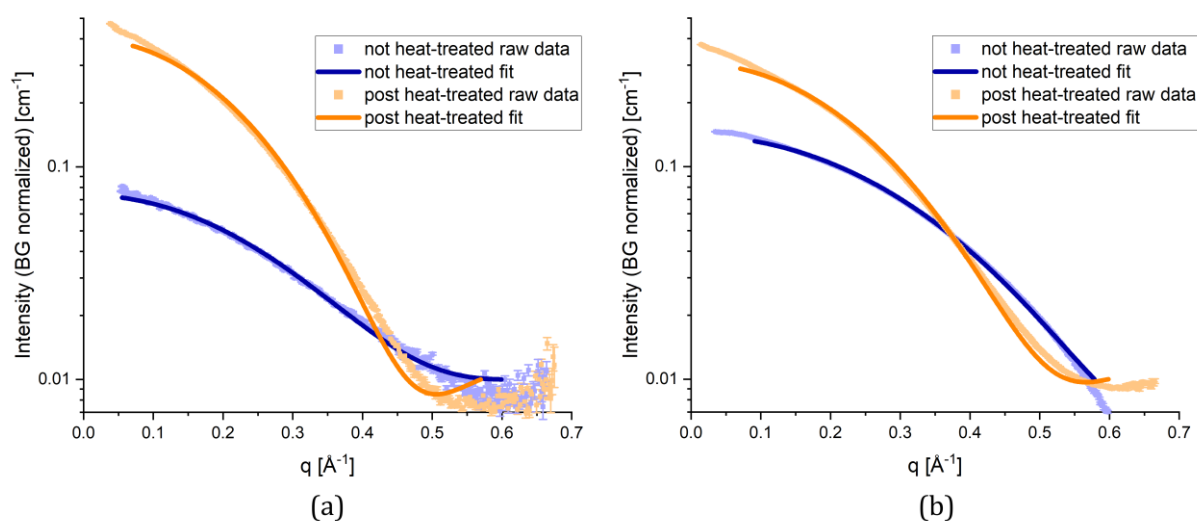 Intensity (BG normalized) [cm⁻¹]
0.1
0.01
not heat-treated raw data
not heat-treated fit
post heat-treated raw data
post heat-treated fit
0.0 0.1 0.2 0.3 0.4 0.5 0.6 0.7
q [Å⁻¹]
(a)
Intensity (BG normalized) [cm⁻¹]
0.1
0.01
not heat-treated raw data
not heat-treated fit
post heat-treated raw data
post heat-treated fit
0.0 0.1 0.2 0.3 0.4 0.5 0.6 0.7
q [Å⁻¹]
(b)